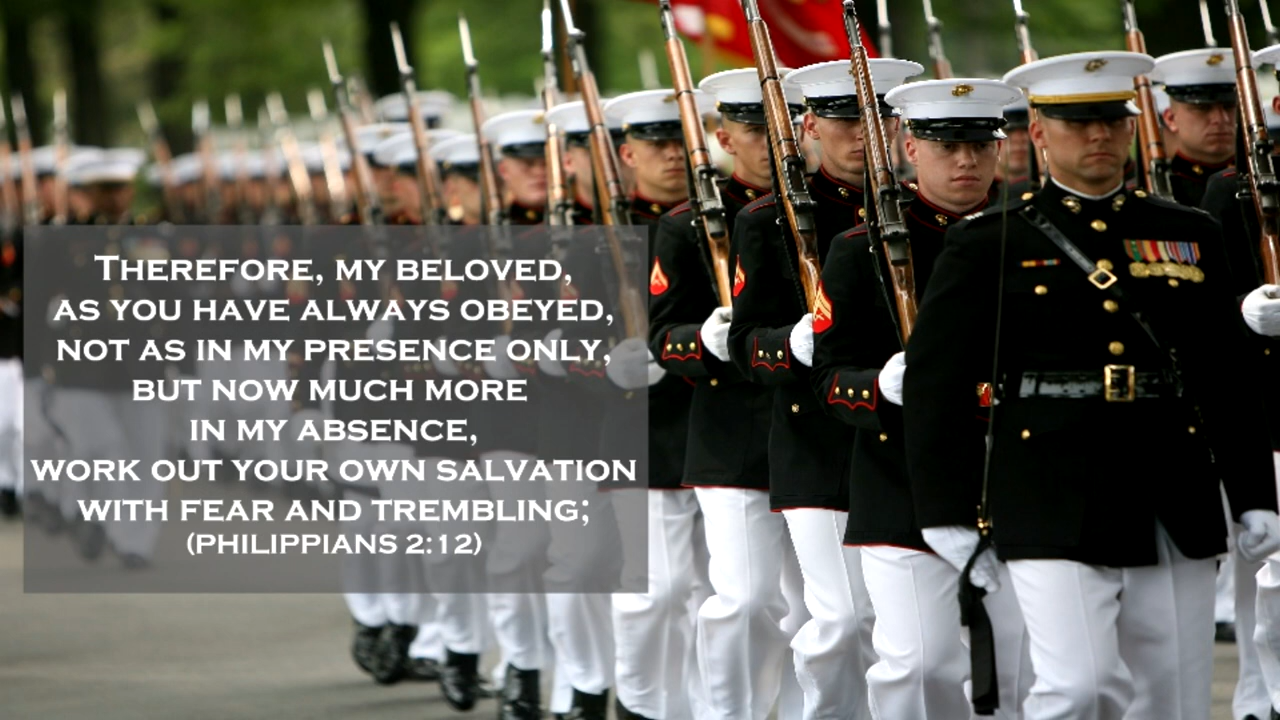 Therefore, my beloved,
as you have always obeyed,
not as in my presence only,
but now much more
in my absence,
work out your own salvation
with fear and trembling;
(Philippians 2:12)